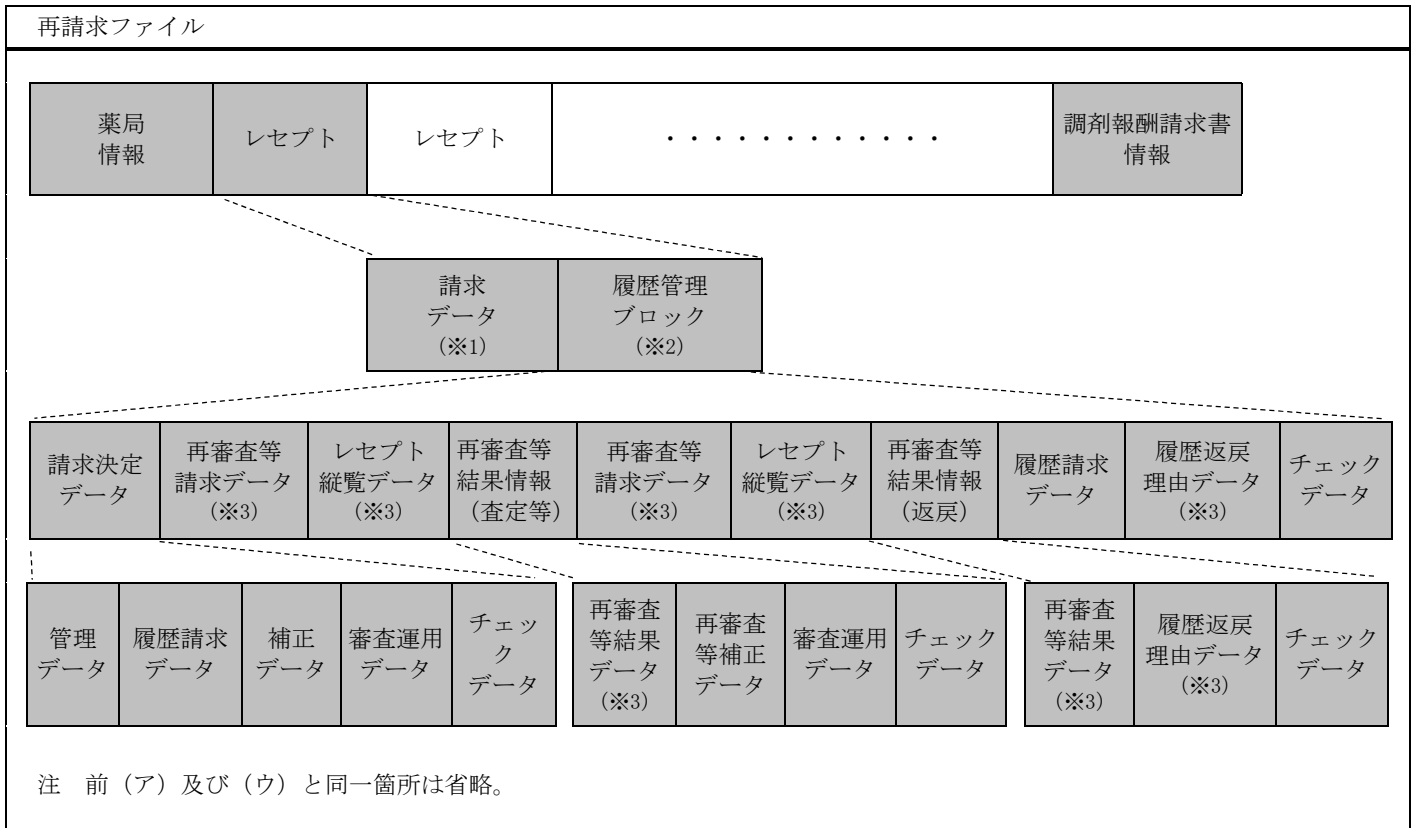 再請求ファイル
薬局
情報
レセプト
レセプト
・・・・・・・・・・・・
調剤報酬請求書
情報
請求
データ
(※1)
履歴管理
ブロック
(※2)
請求決定
データ
再審査等
請求データ
(※3)
レセプト
縦覧データ
(※3)
再審査等
結果情報
（査定等）
再審査等
請求データ
(※3)
レセプト
縦覧データ
(※3)
再審査等
結果情報
（返戻）
履歴請求
データ
履歴返戻
理由データ
(※3)
チェック
データ
管理
データ
履歴請求
データ
補正
データ
審査運用
データ
チェッ
ク
データ
再審査
等結果
データ
(※3)
再審査
等補正
データ
審査運用
データ
チェック
データ
再審査
等結果
データ
(※3)
履歴返戻
理由データ
(※3)
チェック
データ
注　前（ア）及び（ウ）と同一箇所は省略。